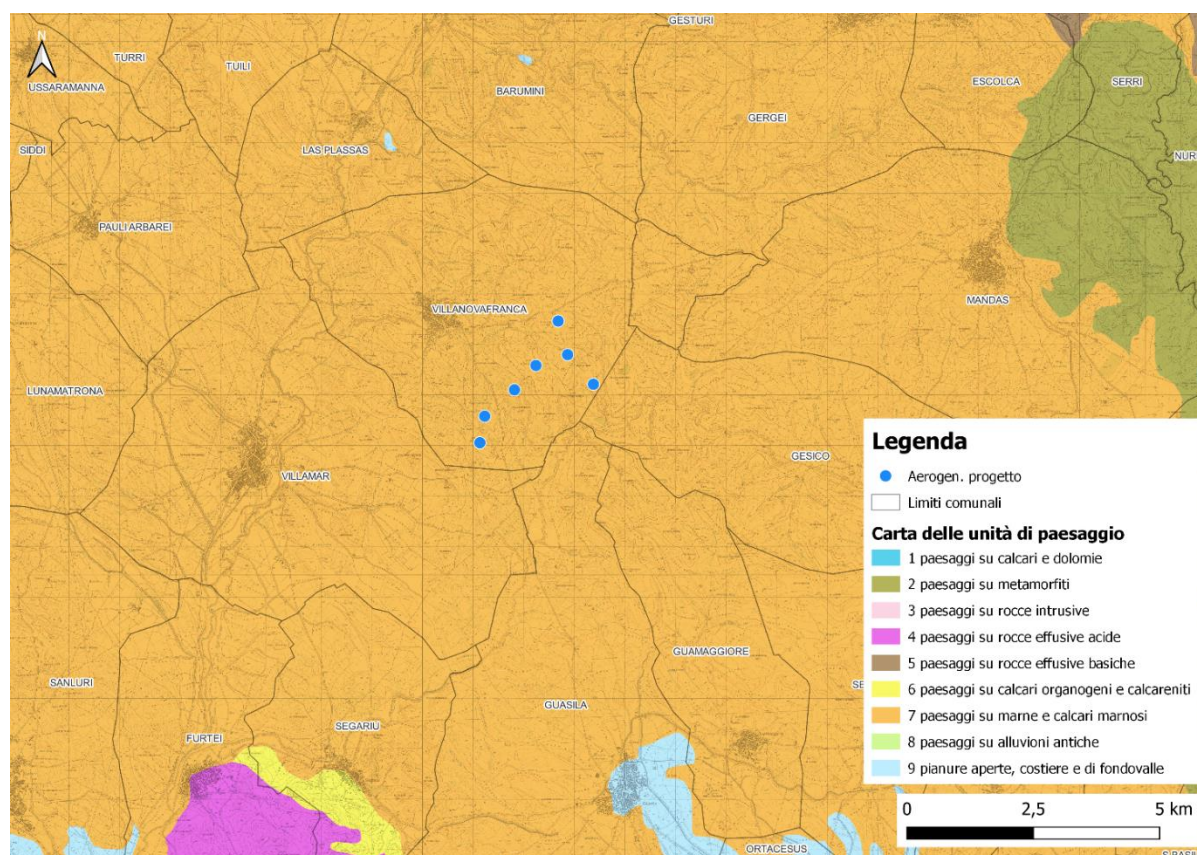 N
GESTURI
TURRI
TUILI
USSARAMANNA
BARUMINI
ESCOLCA
SERRI
GERGEI
SIDDI
LAS PLASSAS
NUR
PAULI ARBAREI
VILLANOVAFRANCA
MANDAS
LUNAMATRONA
VILLAMAR
GESICO
GUAMAGGIORE
SANLURI
SE
GUASILA
SEGARIU
FURTEI
ORTACESUS
Legenda
Aerogen. progetto
Limiti comunali
Carta delle unità di paesaggio
1 paesaggi su calcari e dolomie
2 paesaggi su metamorfiti
3 paesaggi su rocce intrusive
4 paesaggi su rocce effusive acide
5 paesaggi su rocce effusive basiche
6 paesaggi su calcari organogeni e calcareniti
7 paesaggi su marne e calcari marnosi
8 paesaggi su alluvioni antiche
9 pianure aperte, costiere e di fondovalle
0 2,5 5 km